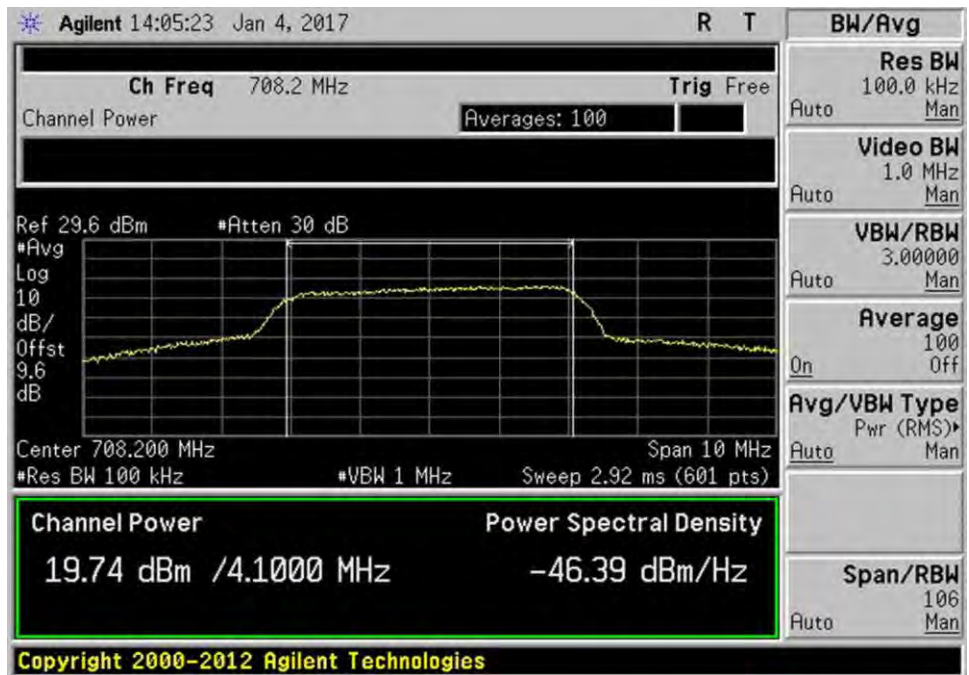 Agilent 14:05:23 Jan 4, 2017 R T
Ch Freq 708.2 MHz Trig Free
Channel Power Averages: 100
Ref 29.6 dBm #Atten 30 dB
#Avg
Log
10
dB/
Offst
9.6
dB
Center 708.200 MHz Span 10 MHz
#Res BW 100 kHz #VBW 1 MHz Sweep 2.92 ms (601 pts)
Channel Power Power Spectral Density
19.74 dBm /4.1000 MHz -46.39 dBm/Hz
Copyright 2000-2012 Agilent Technologies
BW/Avg
Res BW
100.0 kHz
Auto Man
Video BW
1.0 MHz
Auto Man
VBW/RBW
3.00000
Auto Man
Average
100
On Off
Avg/VBW Type
Pwr (RMS)▸
Auto Man
Span/RBW
106
Auto Man